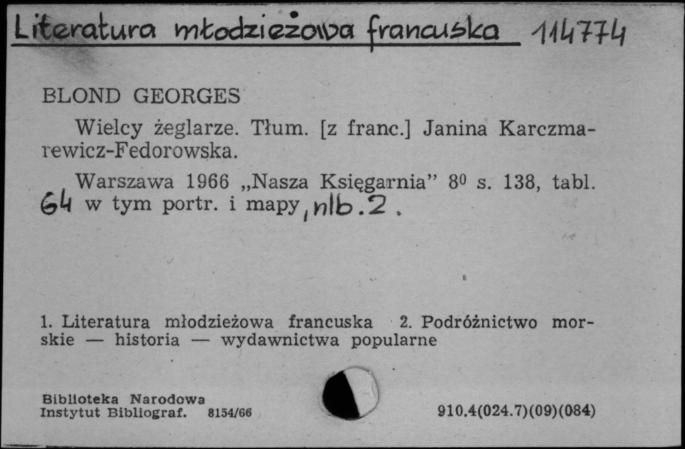 Literatura młodzieżowa francuska 114774
BLOND GEORGES
Wielcy żeglarze. Tłum. [z franc.] Janina Karczma-
rewicz-Fedorowska.
Warszawa 1966 „Nasza Księgarnia” 8⁰ s. 138, tabl.
64 w tym portr. i mapy, nlb. 2.
1. Literatura młodzieżowa francuska 2. Podróżnictwo mor-
skie — historia — wydawnictwa popularne
Biblioteka Narodowa
Instytut Bibliograf. 8154/66 910.4(024.7)(09)(084)